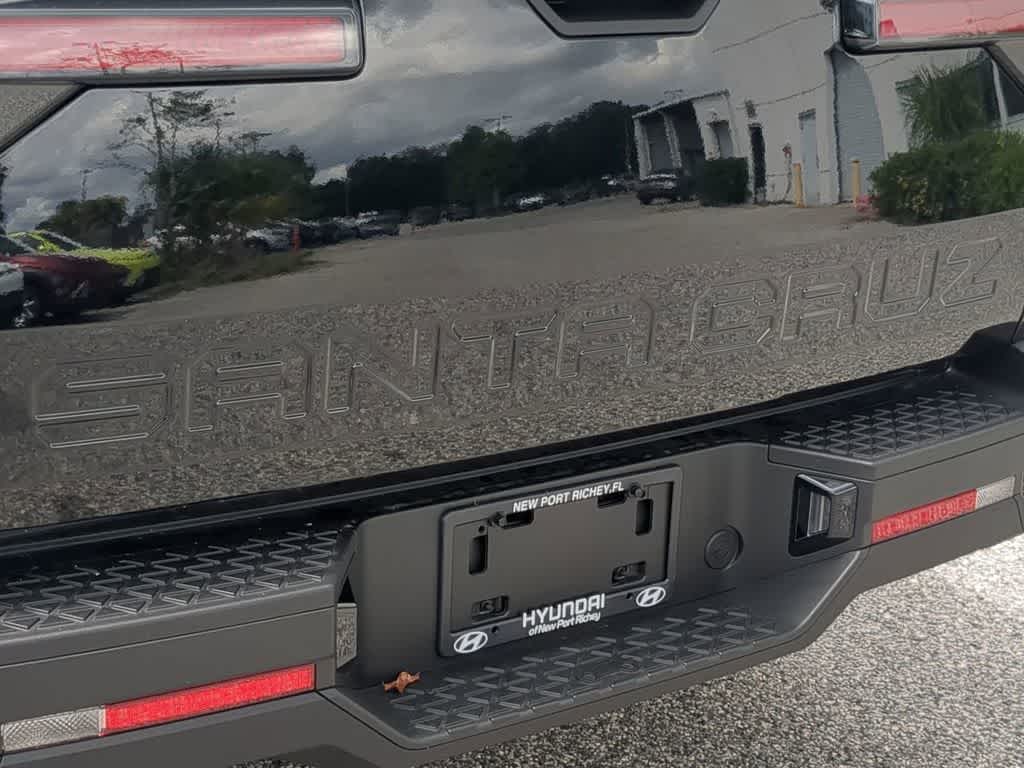 SANTA CRUZ
NEW PORT RICHEY, FL
HYUNDAI
of New Port Richey